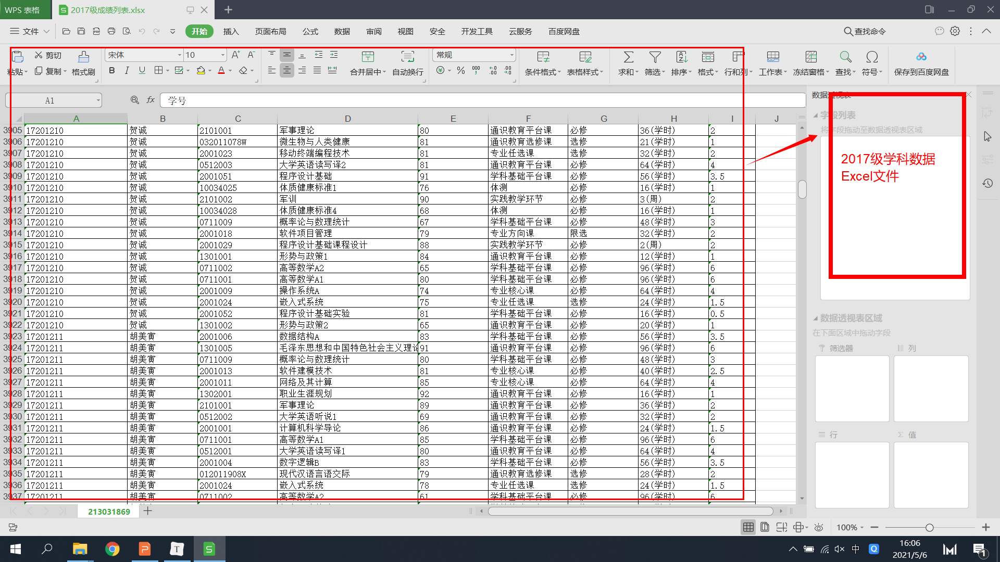 WPS 表格
2017级成绩列表.xlsx
文件
开始 插入 页面布局 公式 数据 审阅 视图 安全 开发工具 云服务 百度网盘
查找命令
剪切 宋体 10 常规
粘贴 复制 格式刷 合并居中 自动换行 条件格式 表格样式 求和 筛选 排序 格式 行和列 工作表 冻结窗格 查找 符号 保存到百度网盘
A1 fx 学号
A B C D E F G H I J
3905 17201210 贺诚 2101001 军事理论 80 通识教育平台课 必修 36(学时) 2
3906 17201210 贺诚 032011078W 微生物与人类健康 81 通识教育选修课 选修 21(学时) 1
3907 17201210 贺诚 2001023 移动终端编程技术 81 专业任选课 选修 32(学时) 2
3908 17201210 贺诚 0512003 大学英语读写译2 81 通识教育平台课 必修 64(学时) 4
3909 17201210 贺诚 2001051 程序设计基础 91 学科基础平台课 必修 56(学时) 3.5
3910 17201210 贺诚 10034025 体质健康标准1 76 体测 必修 16(学时) 1
3911 17201210 贺诚 2101002 军训 90 实践教学环节 必修 3(周) 2
3912 17201210 贺诚 10034028 体质健康标准4 68 体测 必修 16(学时) 1
3913 17201210 贺诚 0711009 概率论与数理统计 67 学科基础平台课 必修 48(学时) 3
3914 17201210 贺诚 2001018 软件项目管理 79 专业方向课 限选 32(学时) 2
3915 17201210 贺诚 2001029 程序设计基础课程设计 88 实践教学环节 必修 2(周) 2
3916 17201210 贺诚 1301001 形势与政策1 84 通识教育平台课 必修 12(学时) 1
3917 17201210 贺诚 0711002 高等数学A2 65 学科基础平台课 必修 96(学时) 6
3918 17201210 贺诚 0711001 高等数学A1 80 学科基础平台课 必修 96(学时) 6
3919 17201210 贺诚 2001009 操作系统A 74 专业核心课 必修 64(学时) 4
3920 17201210 贺诚 2001024 嵌入式系统 75 专业任选课 选修 24(学时) 1.5
3921 17201210 贺诚 2001052 程序设计基础实验 81 学科基础平台课 必修 16(学时) 0.5
3922 17201210 贺诚 1301002 形势与政策2 65 通识教育平台课 必修 20(学时) 1
3923 17201211 胡美寅 2001006 数据结构A 83 学科基础平台课 必修 56(学时) 3.5
3924 17201211 胡美寅 1301005 毛泽东思想和中国特色社会主义理论 91 通识教育平台课 必修 96(学时) 6
3925 17201211 胡美寅 0711009 概率论与数理统计 80 学科基础平台课 必修 48(学时) 3
3926 17201211 胡美寅 2001013 软件建模技术 81 专业核心课 必修 40(学时) 2.5
3927 17201211 胡美寅 2001011 网络及其计算 85 专业核心课 必修 64(学时) 4
3928 17201211 胡美寅 1302001 职业生涯规划 92 通识教育平台课 必修 16(学时) 1
3929 17201211 胡美寅 2101001 军事理论 89 通识教育平台课 必修 36(学时) 2
3930 17201211 胡美寅 0512002 大学英语听说1 69 通识教育平台课 必修 32(学时) 2
3931 17201211 胡美寅 2001001 计算机科学导论 86 通识教育平台课 必修 24(学时) 1.5
3932 17201211 胡美寅 0711001 高等数学A1 85 学科基础平台课 必修 96(学时) 6
3933 17201211 胡美寅 0512001 大学英语读写译1 80 通识教育平台课 必修 64(学时) 4
3934 17201211 胡美寅 2001004 数字逻辑B 83 学科基础平台课 必修 56(学时) 3.5
3935 17201211 胡美寅 012011908X 现代汉语言语交际 79 通识教育选修课 选修 28(学时) 2
3936 17201211 胡美寅 2001024 嵌入式系统 78 专业任选课 选修 24(学时) 1.5
3937 17201211 胡美寅 0711002 高等数学A2 61 学科基础平台课 必修 96(学时) 6
数据透视表
字段列表
将字段拖动至数据透视表区域
2017级学科数据
Excel文件
数据透视表区域
在下面区域中拖动字段
筛选器 列
行 值
213031869
100%
中
16:06
2021/5/6
1